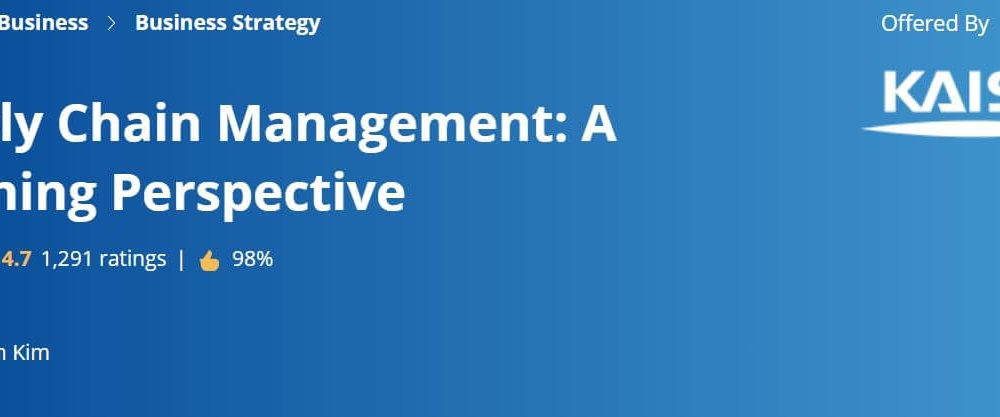 Business > Business Strategy
Offered By
KAIS
ly Chain Management: A
ning Perspective
4.7 1,291 ratings | 98%
Kim